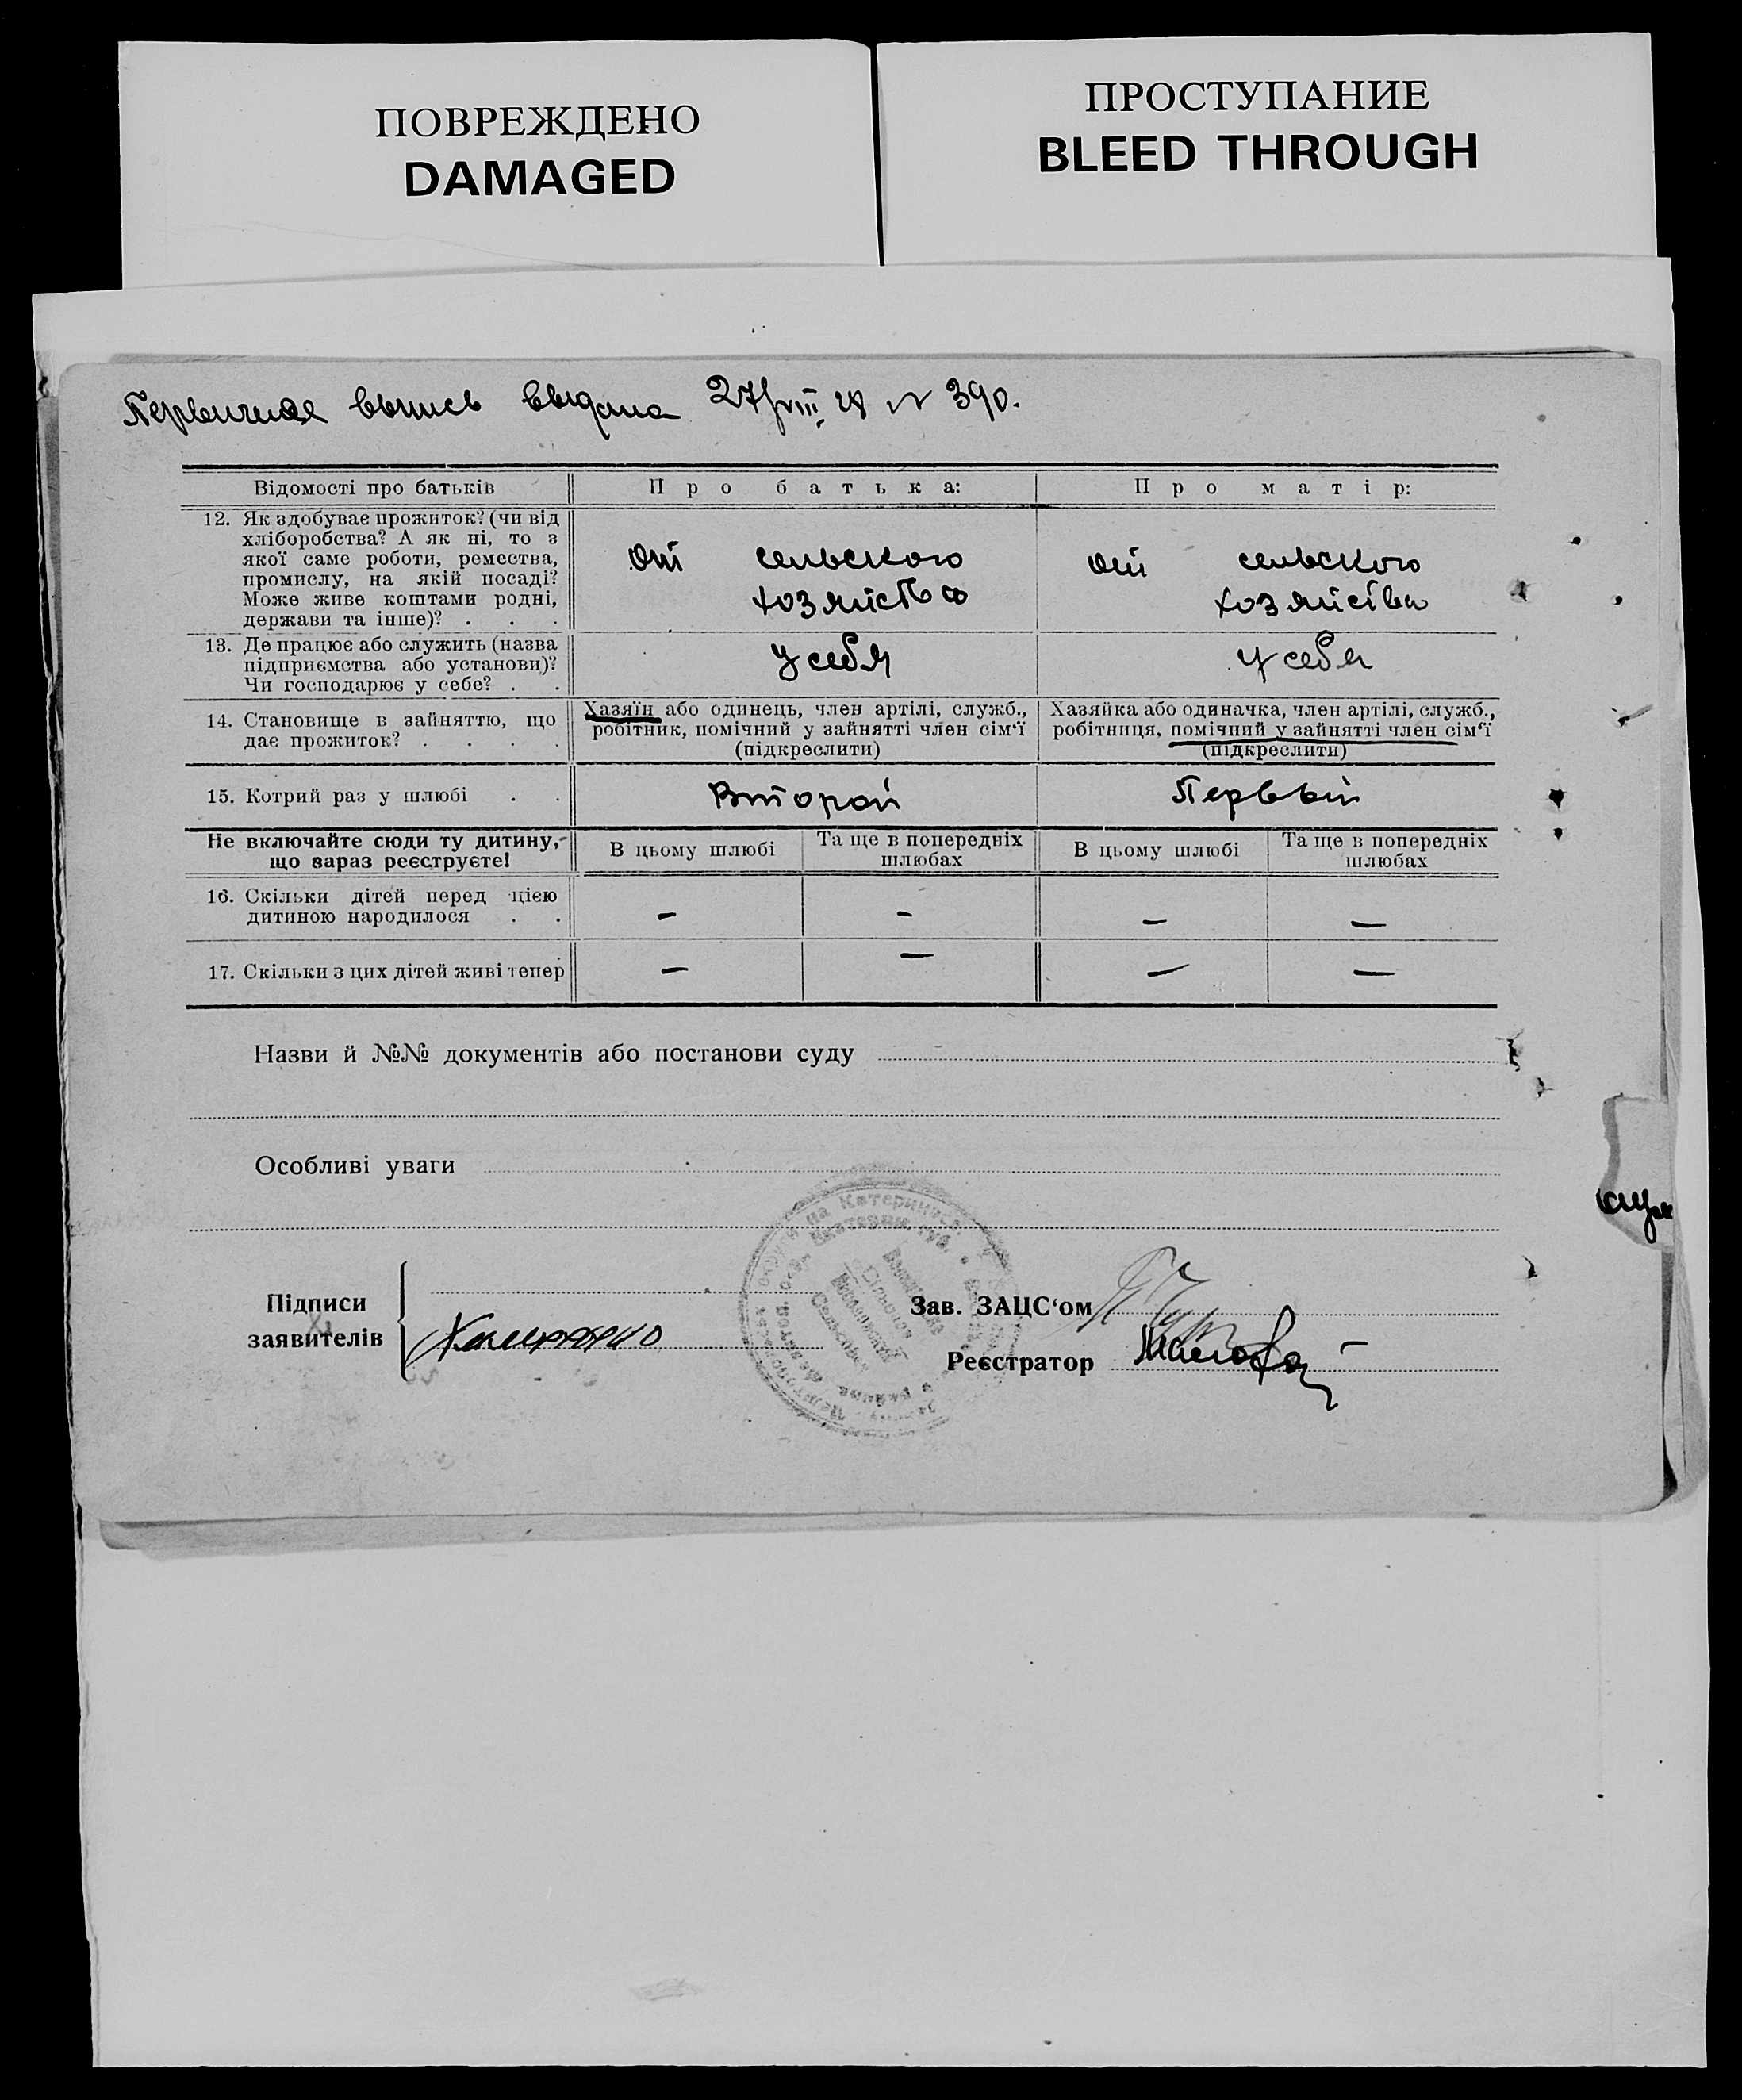 ПОВРЕЖДЕНО
DAMAGED
ПРОСТУПАНИЕ
BLEED THROUGH
Первичная выпись выдана 27/VIII 28 № 390.
Відомості про батьків
Про батька:
Про матір:
12. Як здобуває прожиток? (чи від
хліборобства? А як ні, то з
якої саме роботи, ремества,
промислу, на якій посаді?
Може живе коштами родні,
держави та інше)? . . .
от сельского
хозяйства
от сельского
хозяйства
13. Де працює або служить (назва
підприємства або установи)?
Чи господарює у себе? . .
у себя
у себя
14. Становище в зайняттю, що
дає прожиток? . . . .
Хазяїн або одинець, член артілі, служб.,
робітник, помічний у зайнятті член сім‘ї
(підкреслити)
Хазяйка або одиначка, член артілі, служб.,
робітниця, помічний у зайнятті член сім‘ї
(підкреслити)
15. Котрий раз у шлюбі . .
Второй
Первый
Не включайте сюди ту дитину,
що зараз реєструєте!
В цьому шлюбі
Та ще в попередніх
шлюбах
В цьому шлюбі
Та ще в попередніх
шлюбах
16. Скільки дітей перед цією
дитиною народилося . .
— — — —
17. Скільки з цих дітей живі тепер
— — — —
Назви й №№ документів або постанови суду
Особливі уваги
Підписи
заявителів
Зав. ЗАЦС‘ом
Реєстратор